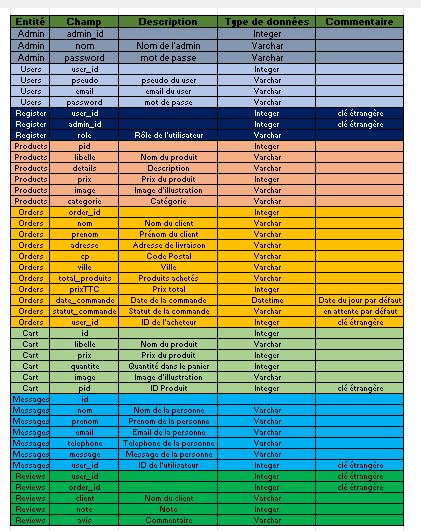 Entité Champ Description Type de données Commentaire
Admin admin_id Integer
Admin nom Nom de l'admin Varchar
Admin password mot de passe Varchar
Users user_id Integer
Users pseudo pseudo du user Varchar
Users email email du user Varchar
Users password mot de passe Varchar
Register user_id Integer clé étrangère
Register admin_id Integer clé étrangère
Register role Rôle de l'utilisateur Varchar
Products pid Integer
Products libelle Nom du produit Varchar
Products details Description Varchar
Products prix Prix du produit Integer
Products image Image d'illustration Varchar
Products categorie Catégorie Varchar
Orders order_id Integer
Orders nom Nom du client Varchar
Orders prenom Prénom du client Varchar
Orders adresse Adresse de livraison Varchar
Orders cp Code Postal Varchar
Orders ville Ville Varchar
Orders total_produits Produits achetés Varchar
Orders prixTTC Prix total Integer
Orders date_commande Date de la commande Datetime Date du jour par défaut
Orders statut_commande Statut de la commande Varchar en attente par défaut
Orders user_id ID de l'acheteur Integer clé étrangère
Cart id Integer
Cart libelle Nom du produit Varchar
Cart prix Prix du produit Integer
Cart quantite Quantité dans le panier Integer
Cart image Image d'illustration Varchar
Cart pid ID Produit Integer clé étrangère
Messages id Integer
Messages nom Nom de la personne Varchar
Messages prenom Prenom de la personne Varchar
Messages email Email de la personne Varchar
Messages telephone Telephone de la personne Varchar
Messages message Message de la personne Varchar
Messages user_id ID de l'utilisateur Integer clé étrangère
Reviews user_id Integer clé étrangère
Reviews order_id Integer clé étrangère
Reviews client Nom du client Varchar
Reviews note Note Integer
Reviews avis Commentaire Varchar